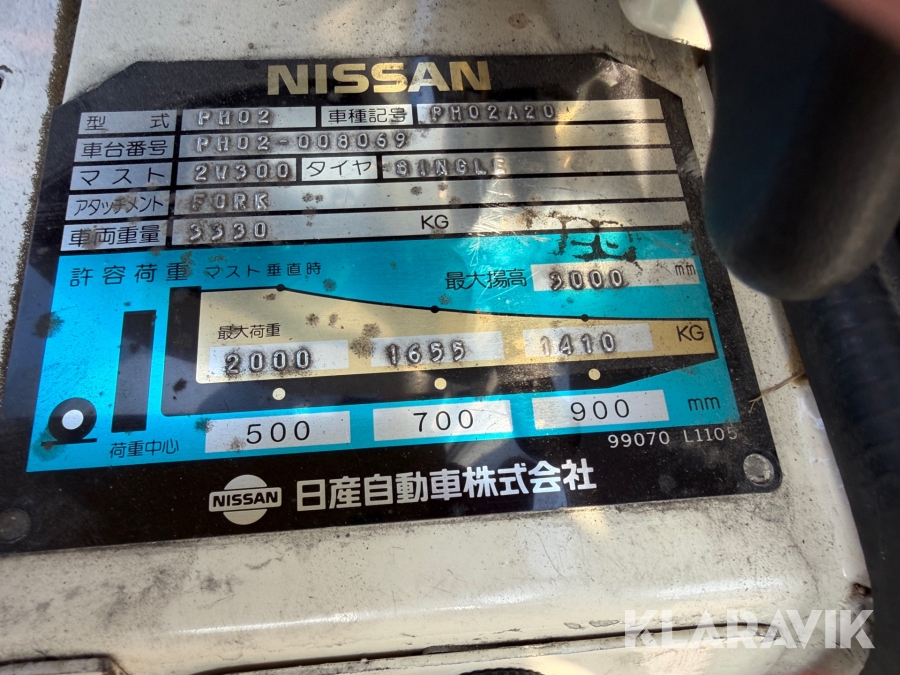 NISSAN
型式 PH02 車種記号 PH02A20
車台番号 PH02-008069
マスト 2W300 タイヤ SINGLE
アタッチメント FORK
車両重量 3330 KG
許容荷重 マスト垂直時 最大揚高 3000 mm
最大荷重
2000 1655 1410 KG
荷重中心 500 700 900 mm
99070 L1105
NISSAN 日産自動車株式会社
KLARAVIK